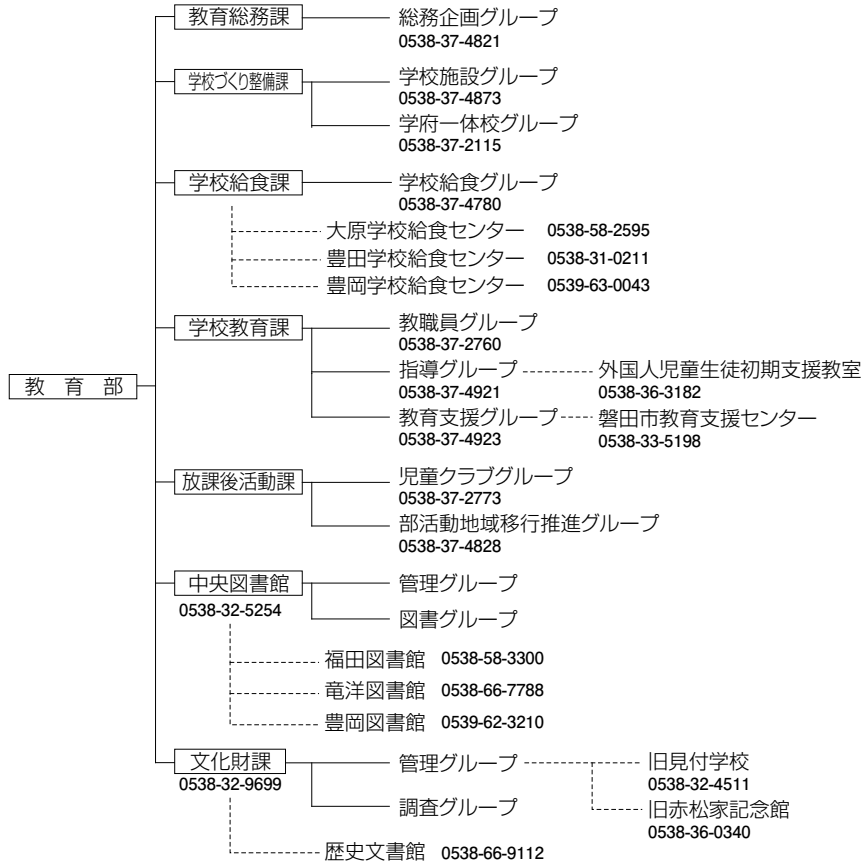 教育総務課 総務企画グループ
0538-37-4821
学校づくり整備課 学校施設グループ
0538-37-4873
学府一体校グループ
0538-37-2115
学校給食課 学校給食グループ
0538-37-4780
大原学校給食センター 0538-58-2595
豊田学校給食センター 0538-31-0211
豊岡学校給食センター 0539-63-0043
学校教育課 教職員グループ
0538-37-2760
教育部
指導グループ 外国人児童生徒初期支援教室
0538-37-4921 0538-36-3182
教育支援グループ 磐田市教育支援センター
0538-37-4923 0538-33-5198
放課後活動課 児童クラブグループ
0538-37-2773
部活動地域移行推進グループ
0538-37-4828
中央図書館 管理グループ
0538-32-5254
図書グループ
福田図書館 0538-58-3300
竜洋図書館 0538-66-7788
豊岡図書館 0539-62-3210
文化財課 管理グループ 旧見付学校
0538-32-9699 0538-32-4511
調査グループ 旧赤松家記念館
0538-36-0340
歴史文書館 0538-66-9112